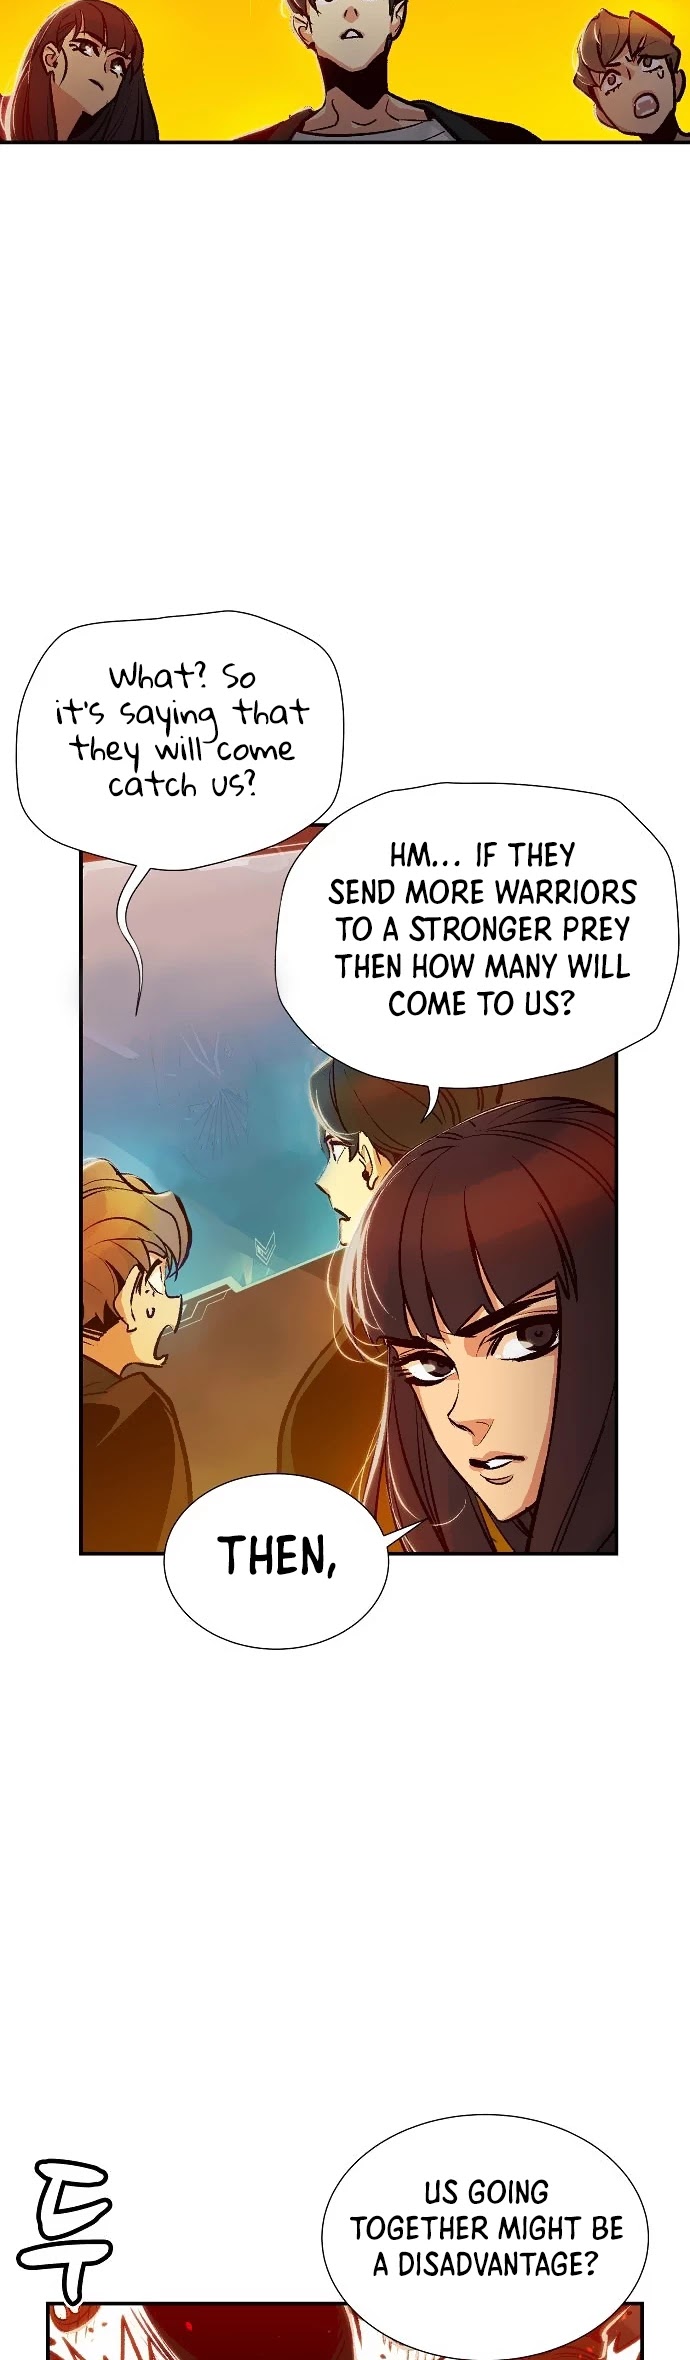 What? So
it's saying that
they will come
catch us?
HM... IF THEY
SEND MORE WARRIORS
TO A STRONGER PREY
THEN HOW MANY WILL
COME TO US?
THEN,
US GOING
TOGETHER MIGHT BE
A DISADVANTAGE?
두